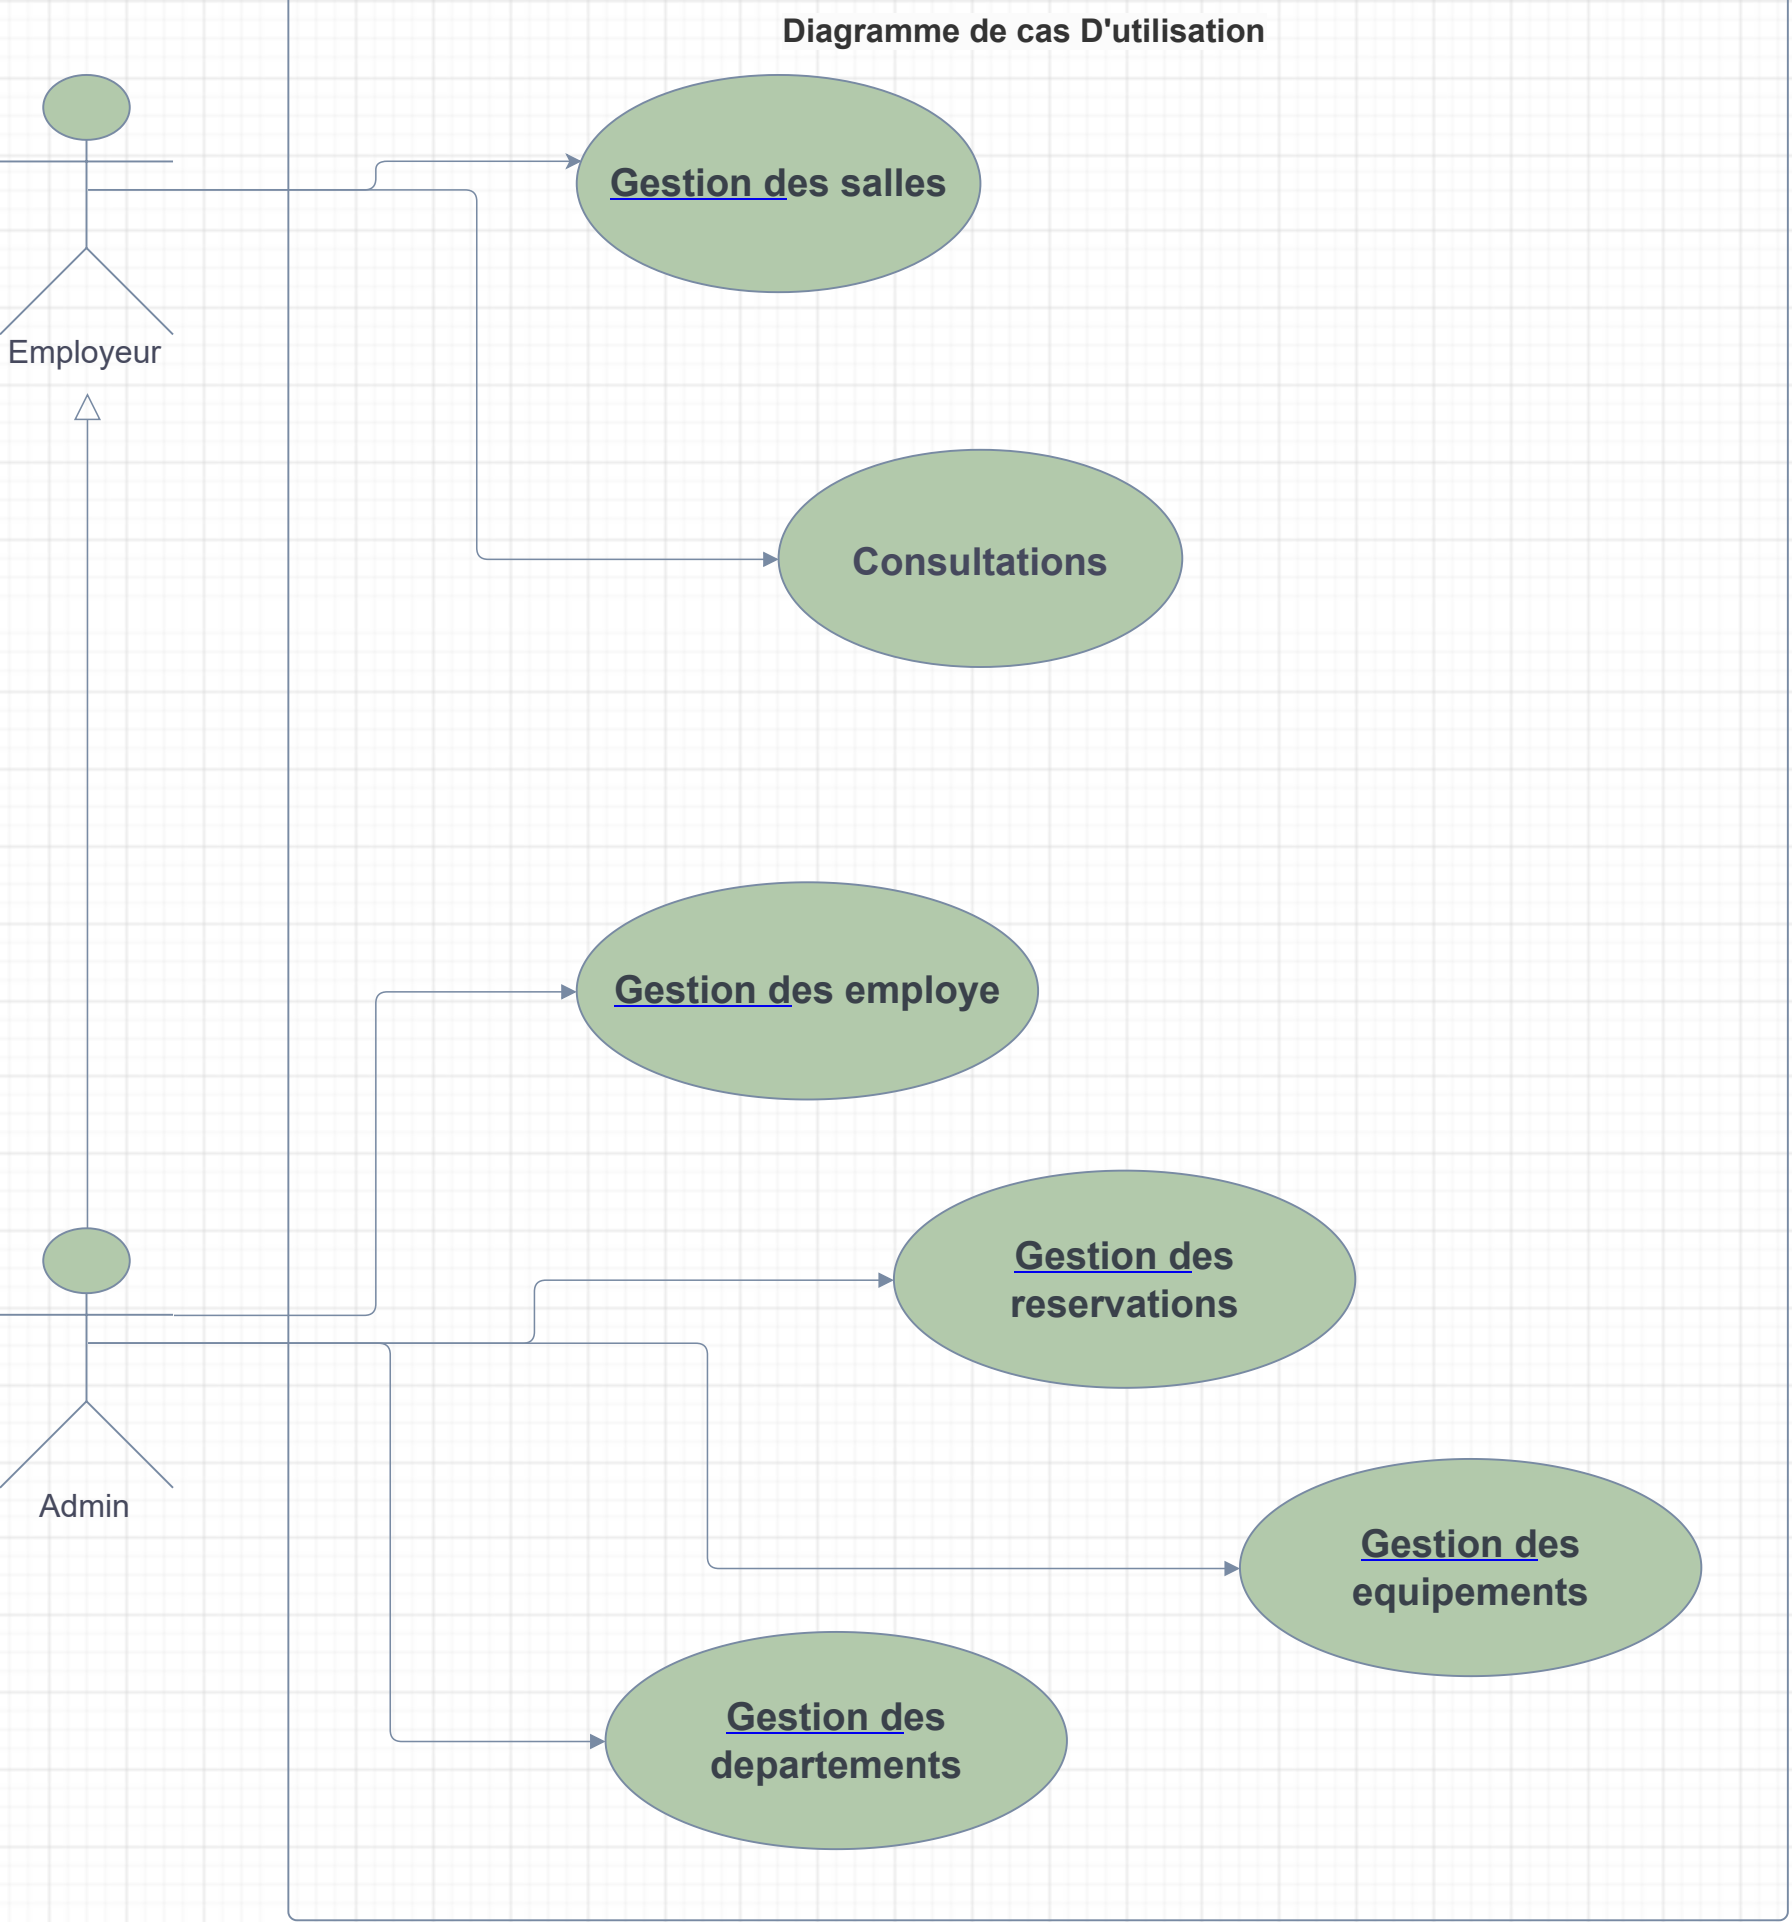 Diagramme de cas D'utilisation
Gestion des salles
Employeur
Consultations
Gestion des employe
Gestion des
reservations
Admin
Gestion des
equipements
Gestion des
departements